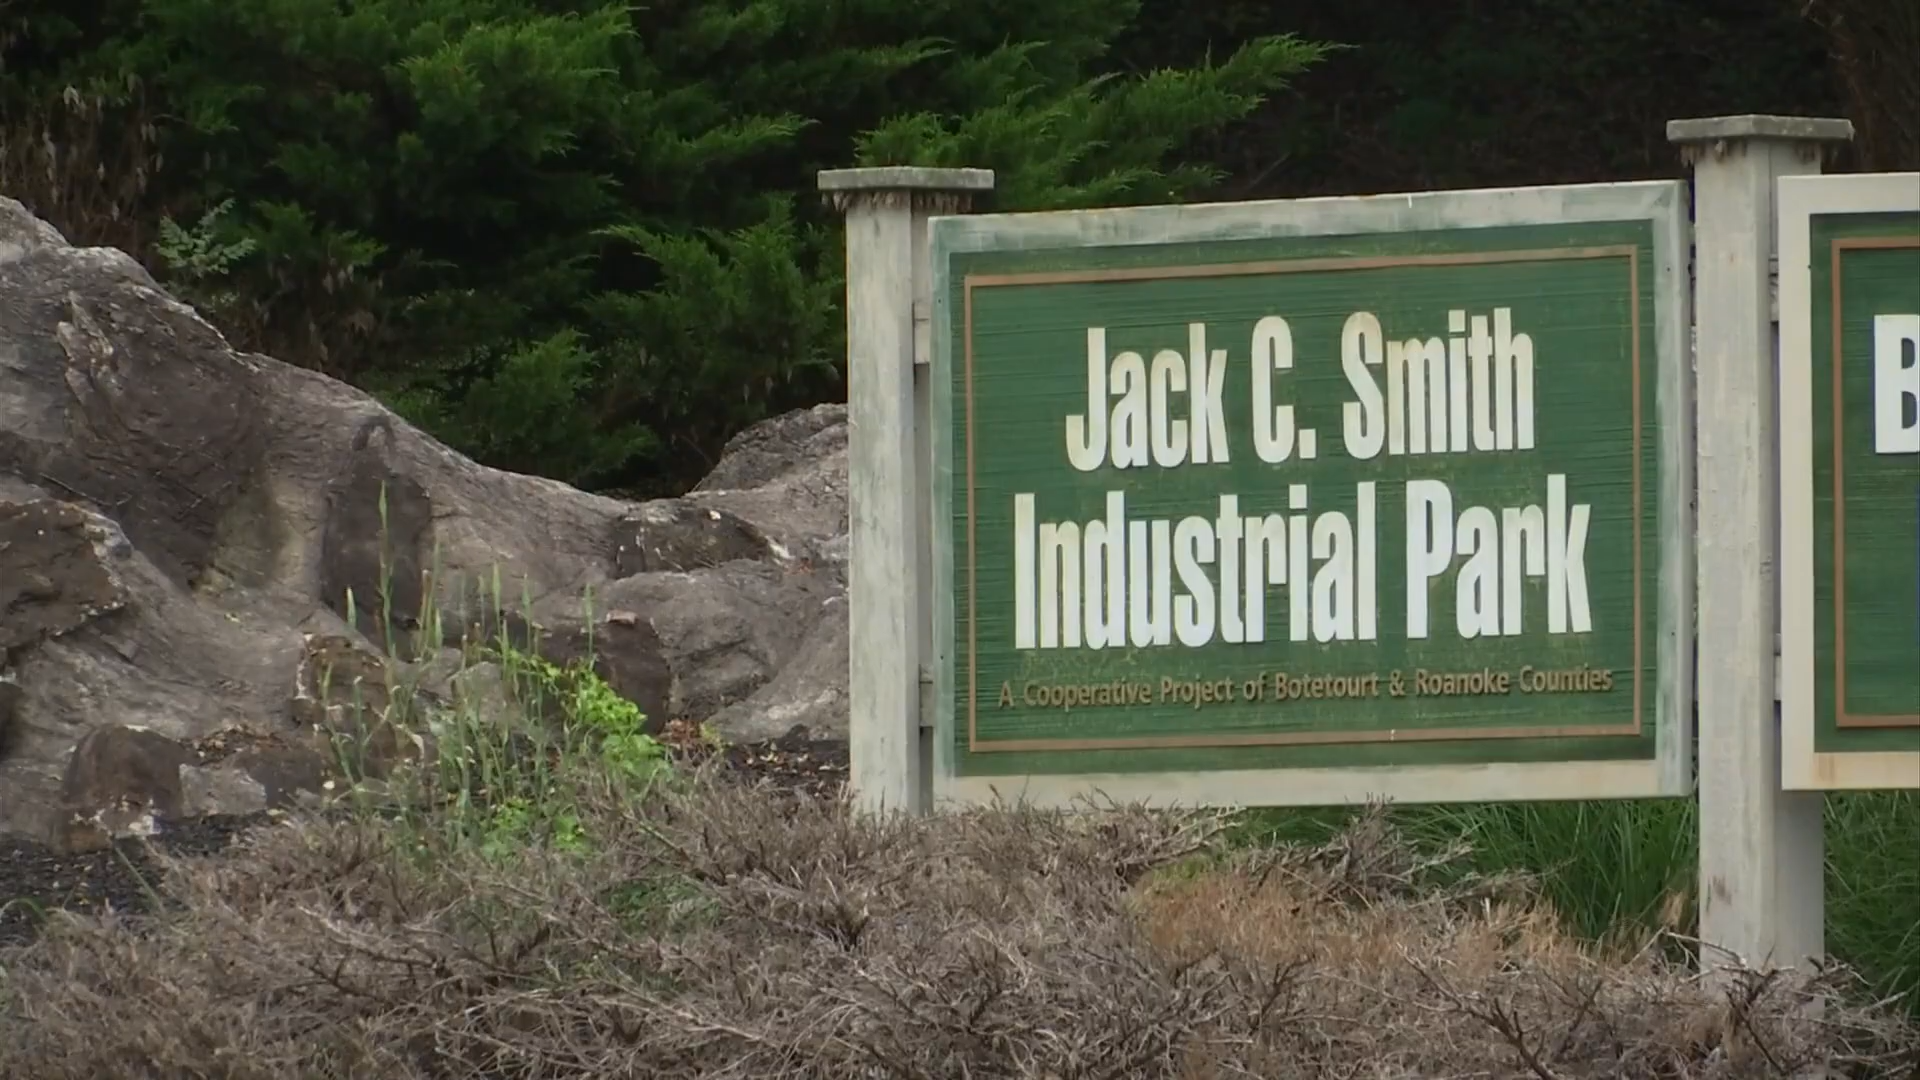 Jack C. Smith
Industrial Park
A Cooperative Project of Botetourt & Roanoke Counties
B